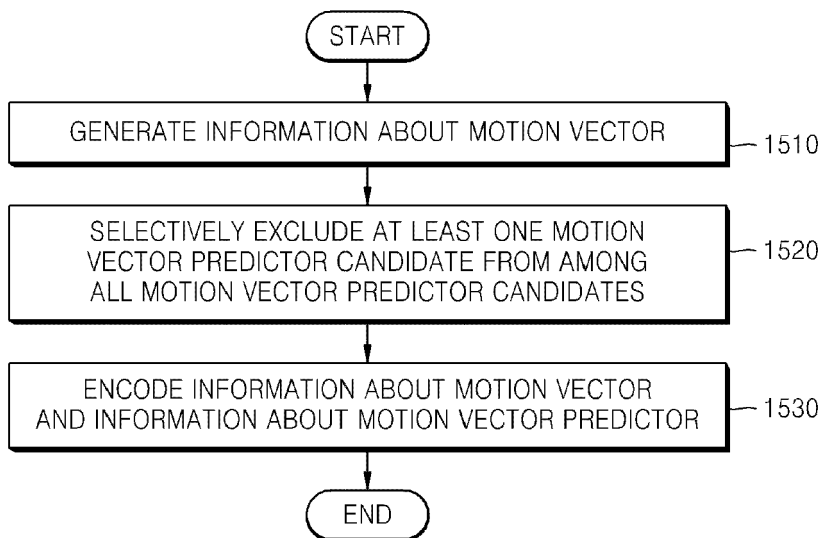 START
GENERATE INFORMATION ABOUT MOTION VECTOR
1510
SELECTIVELY EXCLUDE AT LEAST ONE MOTION
VECTOR PREDICTOR CANDIDATE FROM AMONG
ALL MOTION VECTOR PREDICTOR CANDIDATES
1520
ENCODE INFORMATION ABOUT MOTION VECTOR
AND INFORMATION ABOUT MOTION VECTOR PREDICTOR
1530
END